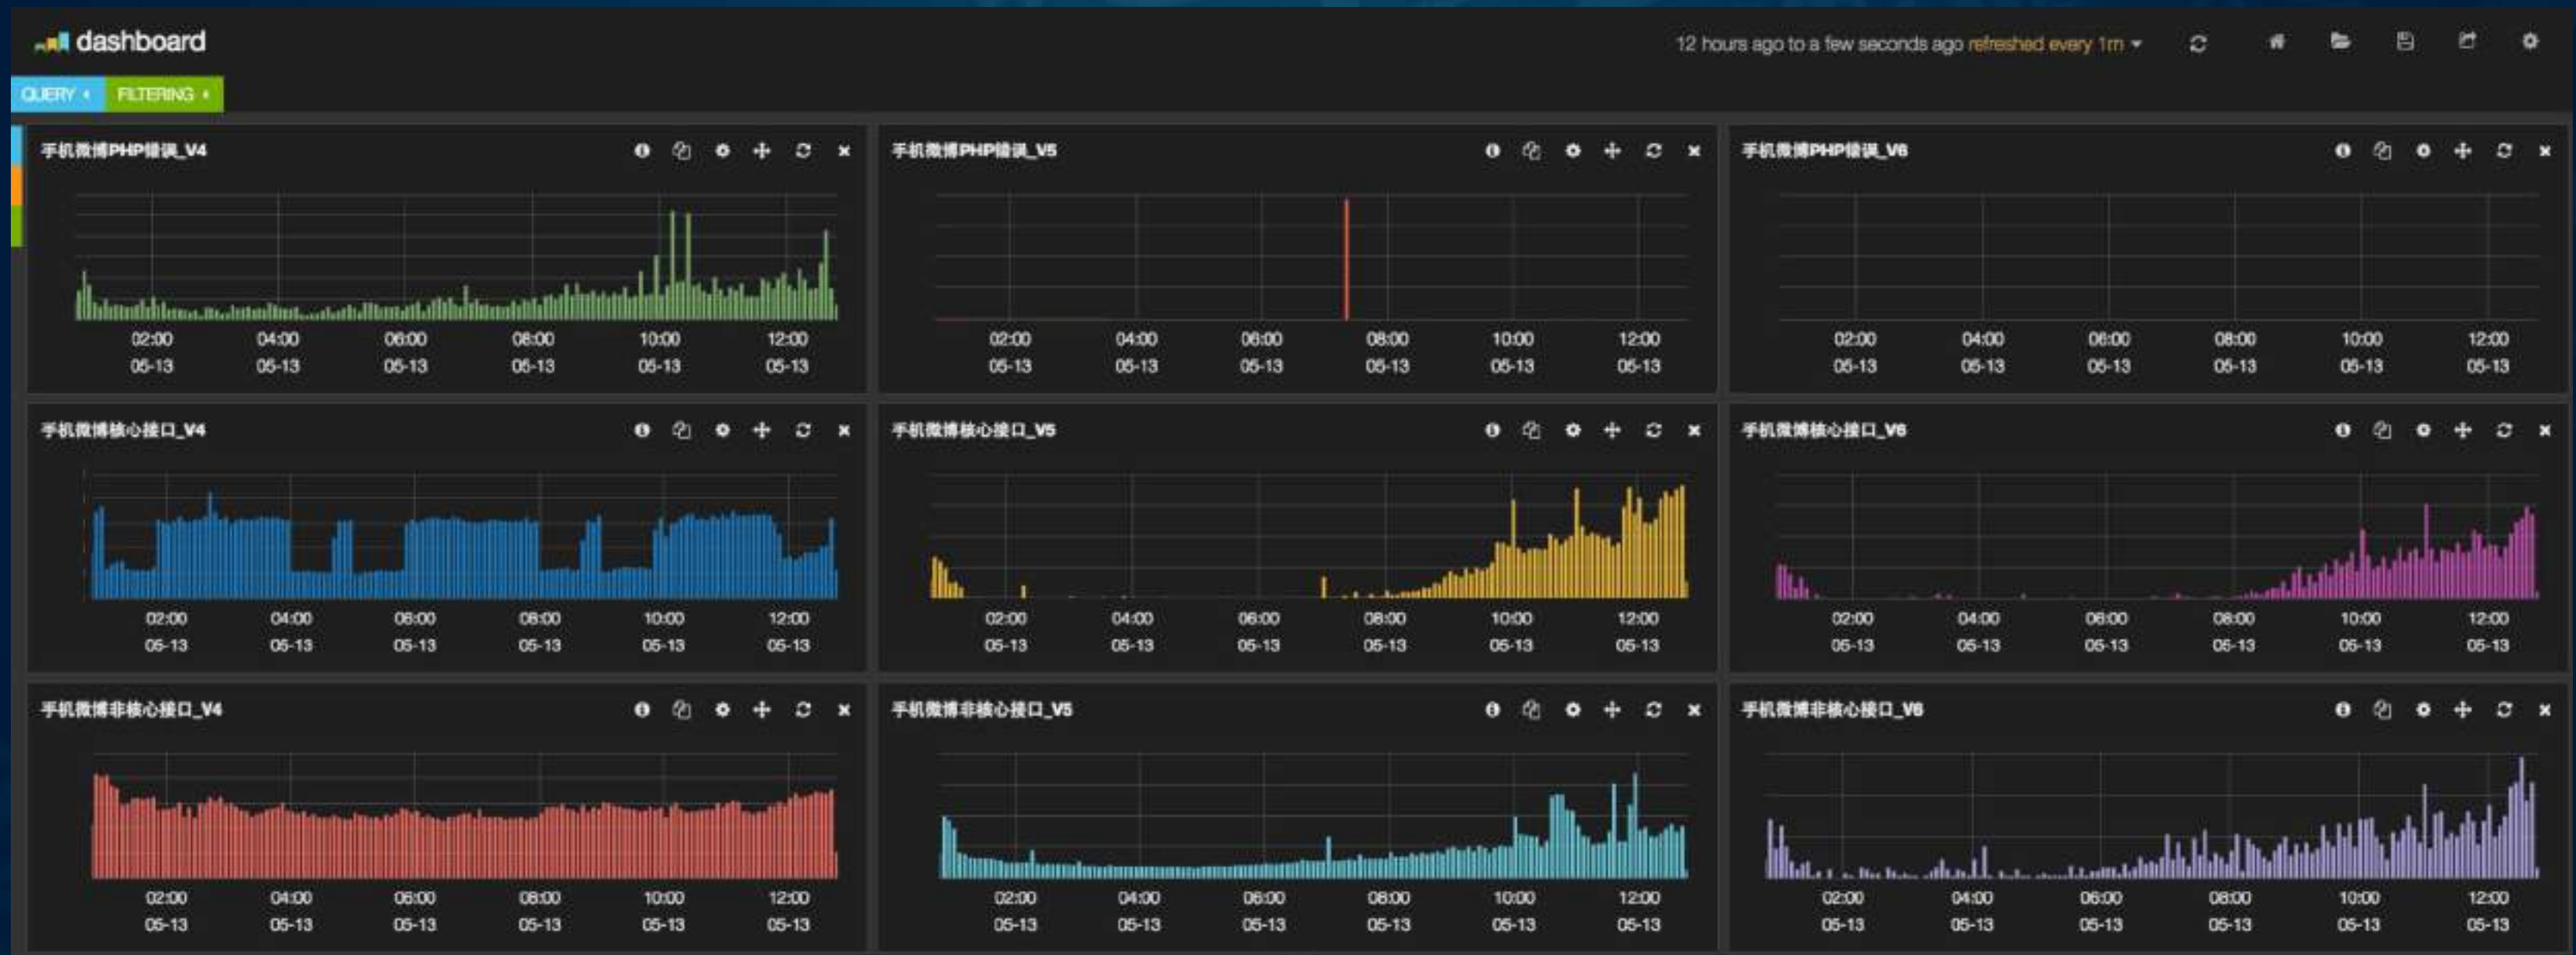 dashboard
12 hours ago to a few seconds ago refreshed every 1m
QUERY FILTERING
手机微博PHP错误_V4
手机微博PHP错误_V5
手机微博PHP错误_V6
02:00 04:00 06:00 08:00 10:00 12:00
05-13 05-13 05-13 05-13 05-13 05-13
02:00 04:00 06:00 08:00 10:00 12:00
05-13 05-13 05-13 05-13 05-13 05-13
02:00 04:00 06:00 08:00 10:00 12:00
05-13 05-13 05-13 05-13 05-13 05-13
手机微博核心接口_V4
手机微博核心接口_V5
手机微博核心接口_V6
02:00 04:00 06:00 08:00 10:00 12:00
05-13 05-13 05-13 05-13 05-13 05-13
02:00 04:00 06:00 08:00 10:00 12:00
05-13 05-13 05-13 05-13 05-13 05-13
02:00 04:00 06:00 08:00 10:00 12:00
05-13 05-13 05-13 05-13 05-13 05-13
手机微博非核心接口_V4
手机微博非核心接口_V5
手机微博非核心接口_V6
02:00 04:00 06:00 08:00 10:00 12:00
05-13 05-13 05-13 05-13 05-13 05-13
02:00 04:00 06:00 08:00 10:00 12:00
05-13 05-13 05-13 05-13 05-13 05-13
02:00 04:00 06:00 08:00 10:00 12:00
05-13 05-13 05-13 05-13 05-13 05-13